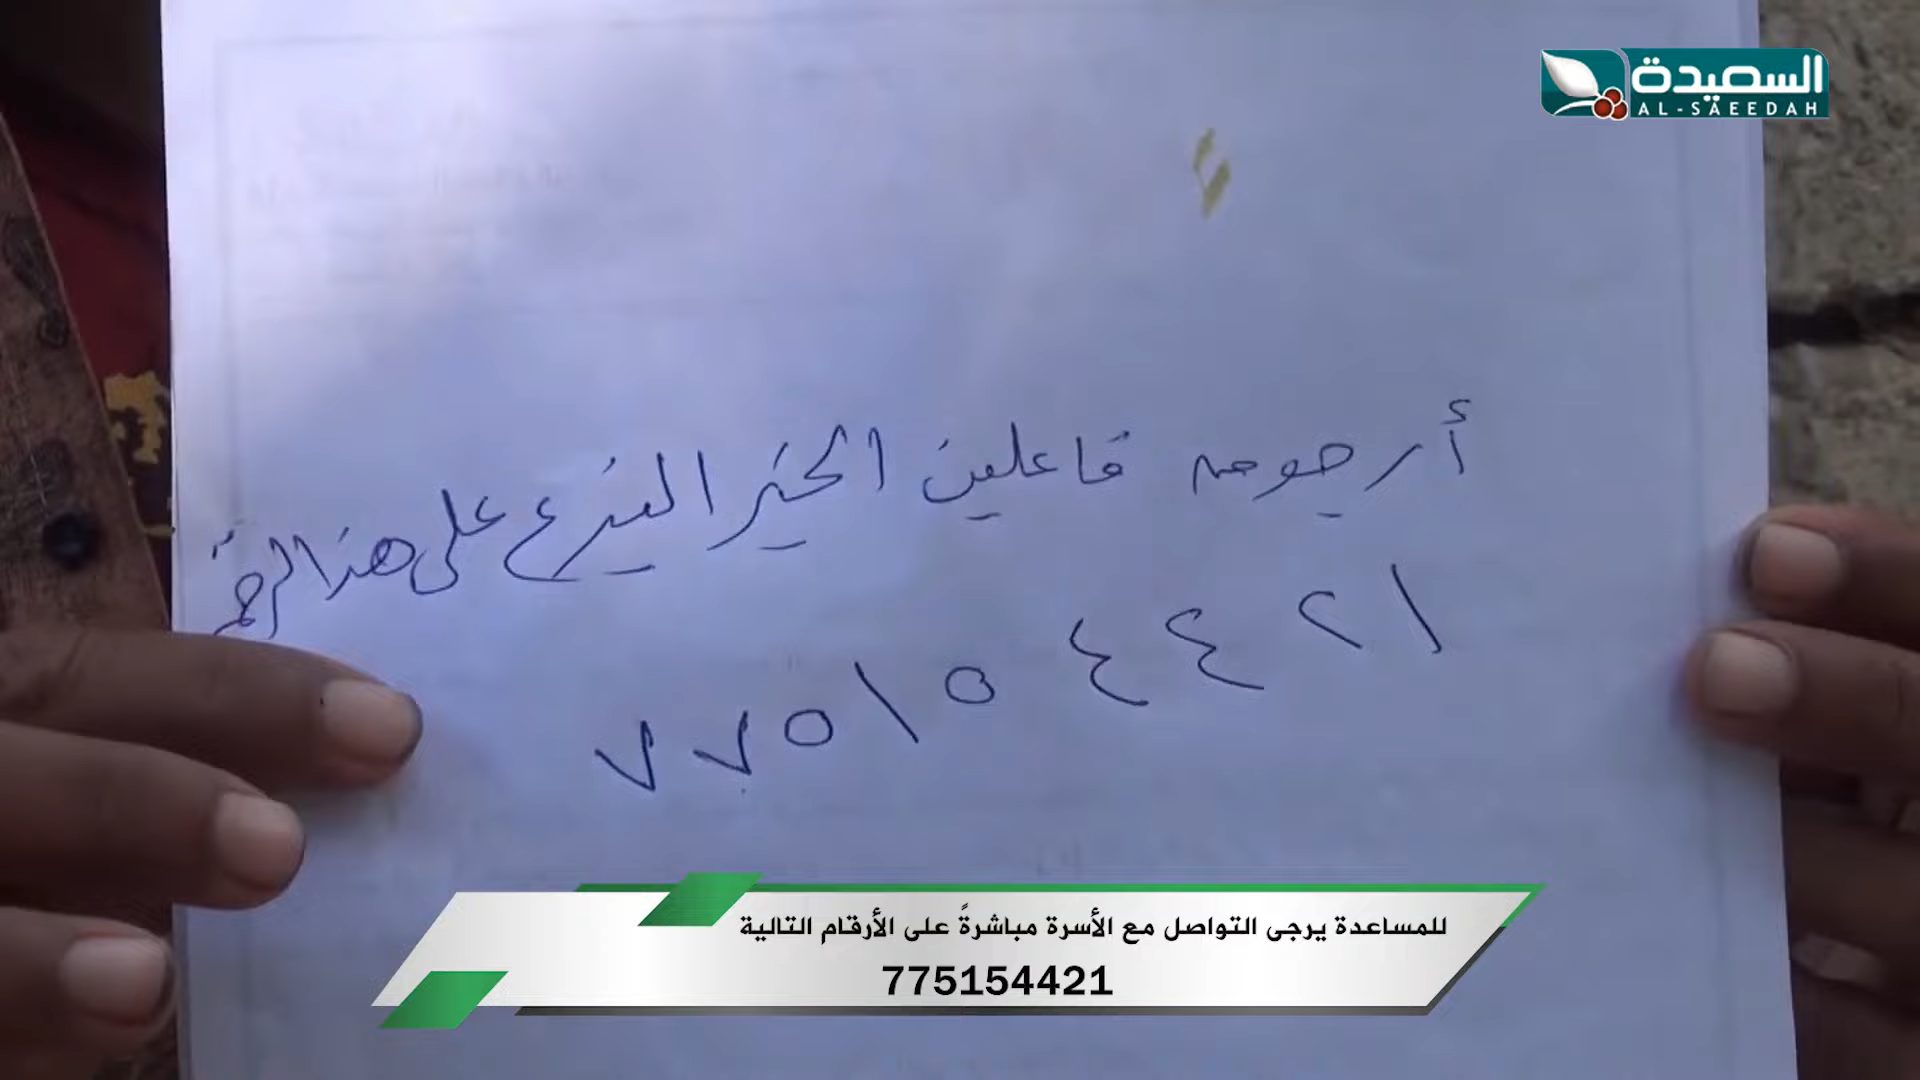 السعيدة
AL-SAEEDAH
أرجو من فاعلين الخير التبرع على هذا الرقم
٧٧٥١٥٤٤٢١
للمساعدة يرجى التواصل مع الأسرة مباشرةً على الأرقام التالية
775154421